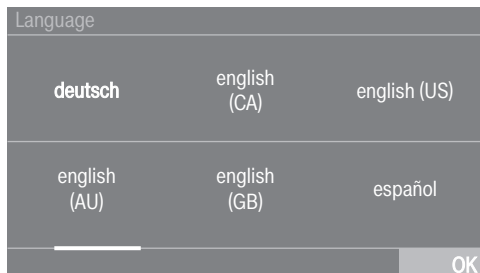 Language
deutsch
english
(CA)
english (US)
english
(AU)
english
(GB)
español
OK